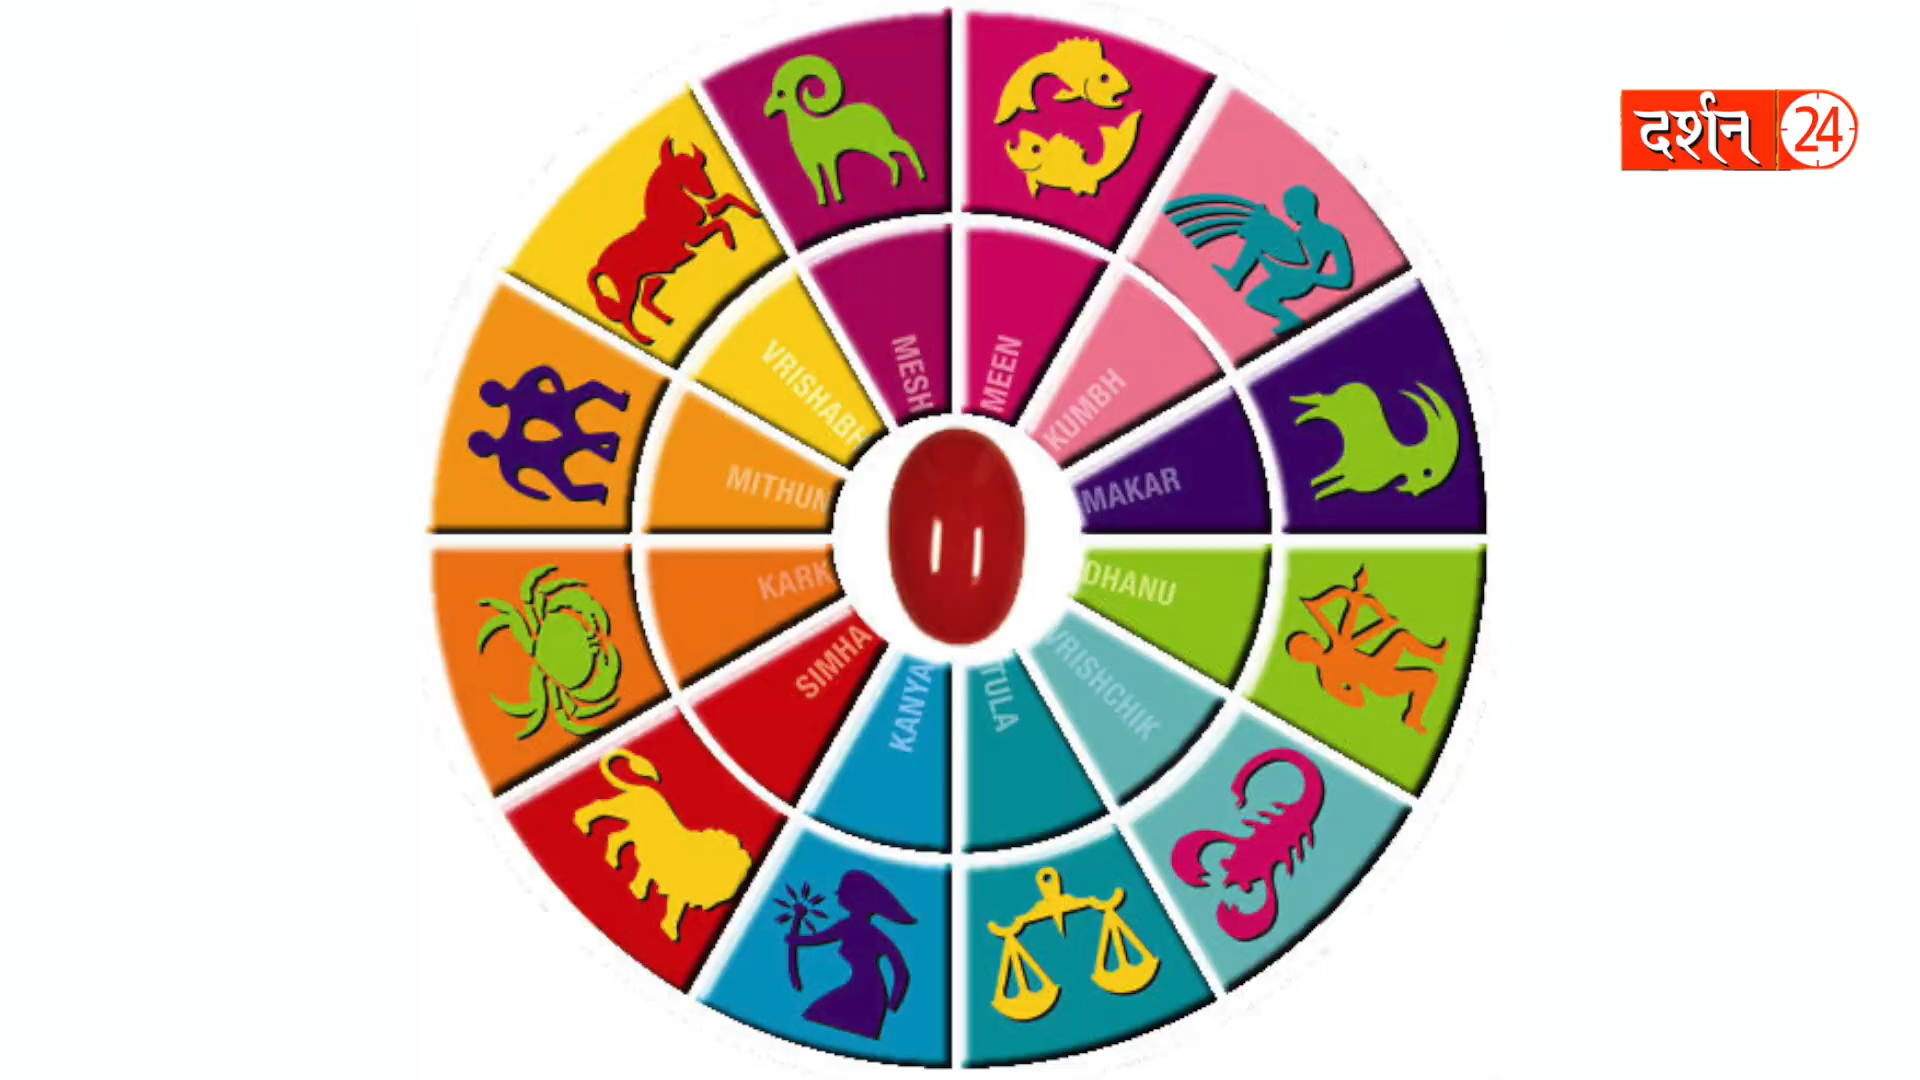 दर्शन 24
MESH
MEEN
VRISHABH
KUMBH
MITHUN
MAKAR
KARK
DHANU
SIMHA
VRISHCHIK
KANYA
TULA